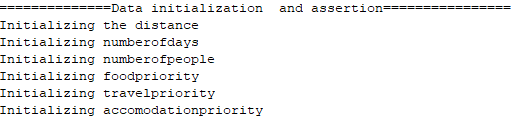 ==============Data initialization  and assertion================
Initializing the distance
Initializing numberofdays
Initializing numberofpeople
Initializing foodpriority
Initializing travelpriority
Initializing accomodationpriority